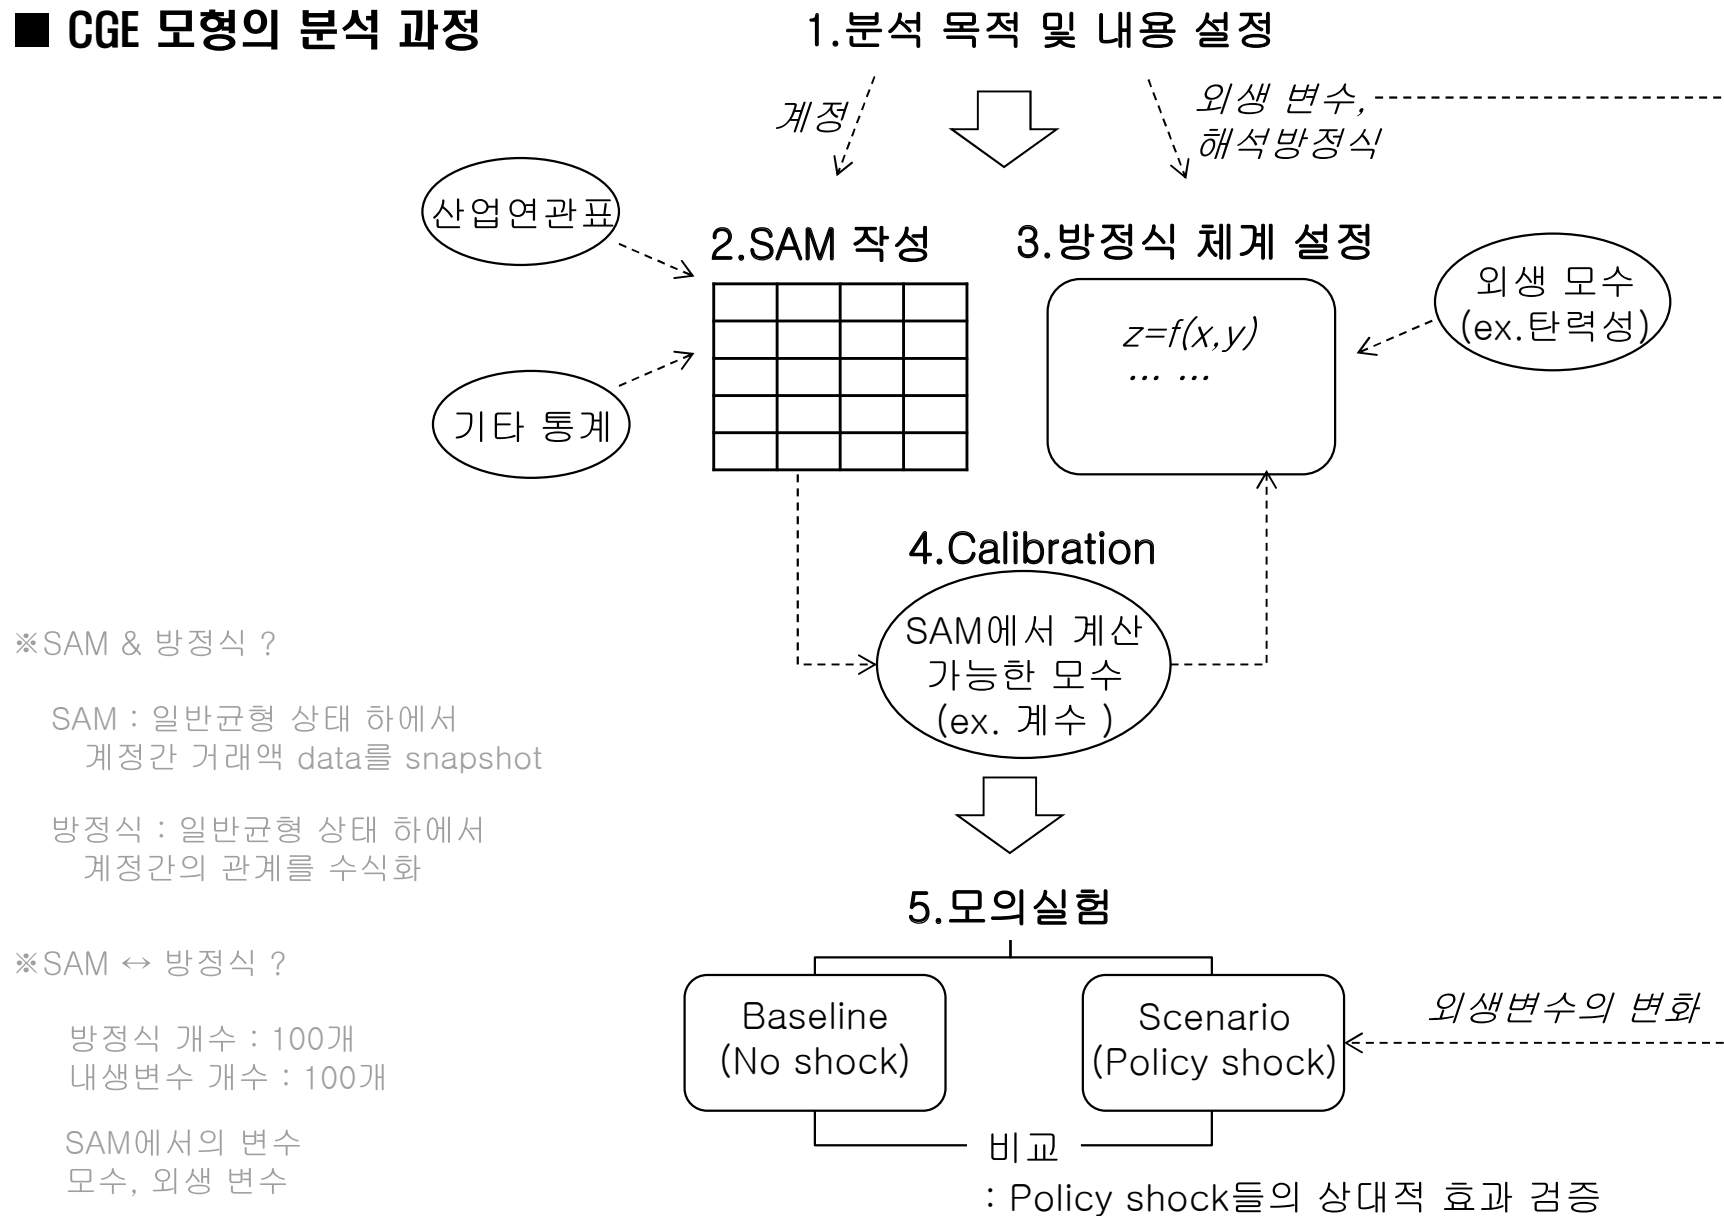 ■ CGE 모형의 분석 과정
1.분석 목적 및 내용 설정
계정
외생 변수,
해석방정식
산업연관표
기타 통계
2.SAM 작성
3.방정식 체계 설정
z=f(x,y)
... ...
외생 모수
(ex.탄력성)
4.Calibration
SAM에서 계산
가능한 모수
(ex. 계수 )
※SAM & 방정식 ?
SAM : 일반균형 상태 하에서
계정간 거래액 data를 snapshot
방정식 : 일반균형 상태 하에서
계정간의 관계를 수식화
※SAM ↔ 방정식 ?
방정식 개수 : 100개
내생변수 개수 : 100개
SAM에서의 변수
모수, 외생 변수
5.모의실험
Baseline
(No shock)
Scenario
(Policy shock)
외생변수의 변화
비교
: Policy shock들의 상대적 효과 검증